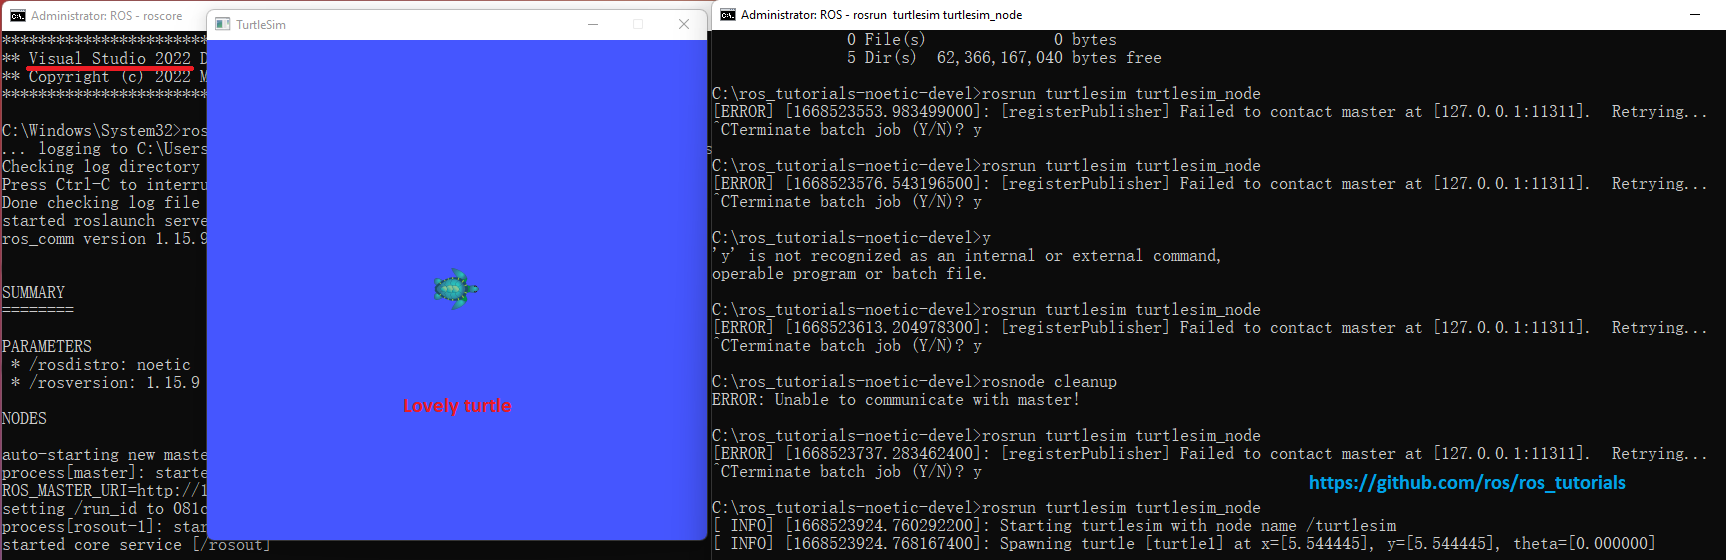 Administrator: ROS - roscore
**************************
** Visual Studio 2022 D
** Copyright (c) 2022 M
**************************
C:\Windows\System32>ros
... logging to C:\Users
Checking log directory
Press Ctrl-C to interru
Done checking log file
started roslaunch serve
ros_comm version 1.15.9
SUMMARY
========
PARAMETERS
* /rosdistro: noetic
* /rosversion: 1.15.9
NODES
auto-starting new maste
process[master]: starte
ROS_MASTER_URI=http://l
setting /run_id to 081c
process[rosout-1]: star
started core service [/rosout]
TurtleSim
Lovely turtle
Administrator: ROS - rosrun turtlesim turtlesim_node
0 File(s) 0 bytes
5 Dir(s) 62,366,167,040 bytes free
C:\ros_tutorials-noetic-devel>rosrun turtlesim turtlesim_node
[ERROR] [1668523553.983499000]: [registerPublisher] Failed to contact master at [127.0.0.1:11311]. Retrying...
^CTerminate batch job (Y/N)? y
C:\ros_tutorials-noetic-devel>rosrun turtlesim turtlesim_node
[ERROR] [1668523576.543196500]: [registerPublisher] Failed to contact master at [127.0.0.1:11311]. Retrying...
^CTerminate batch job (Y/N)? y
C:\ros_tutorials-noetic-devel>y
'y' is not recognized as an internal or external command,
operable program or batch file.
C:\ros_tutorials-noetic-devel>rosrun turtlesim turtlesim_node
[ERROR] [1668523613.204978300]: [registerPublisher] Failed to contact master at [127.0.0.1:11311]. Retrying...
^CTerminate batch job (Y/N)? y
C:\ros_tutorials-noetic-devel>rosnode cleanup
ERROR: Unable to communicate with master!
C:\ros_tutorials-noetic-devel>rosrun turtlesim turtlesim_node
[ERROR] [1668523737.283462400]: [registerPublisher] Failed to contact master at [127.0.0.1:11311]. Retrying...
^CTerminate batch job (Y/N)? y
https://github.com/ros/ros_tutorials
C:\ros_tutorials-noetic-devel>rosrun turtlesim turtlesim_node
[ INFO] [1668523924.760292200]: Starting turtlesim with node name /turtlesim
[ INFO] [1668523924.768167400]: Spawning turtle [turtle1] at x=[5.544445], y=[5.544445], theta=[0.000000]